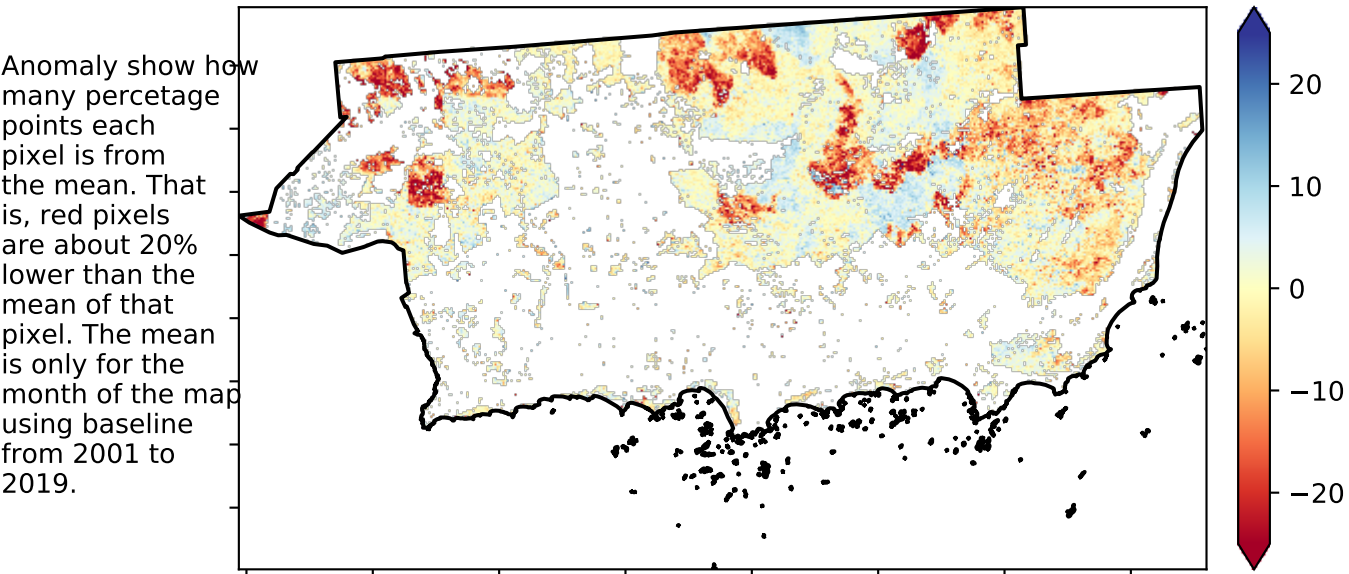 Anomaly show how
many percetage
points each
pixel is from
the mean. That
is, red pixels
are about 20%
lower than the
mean of that
pixel. The mean
is only for the
month of the map
using baseline
from 2001 to
2019.
20
10
0
−10
−20